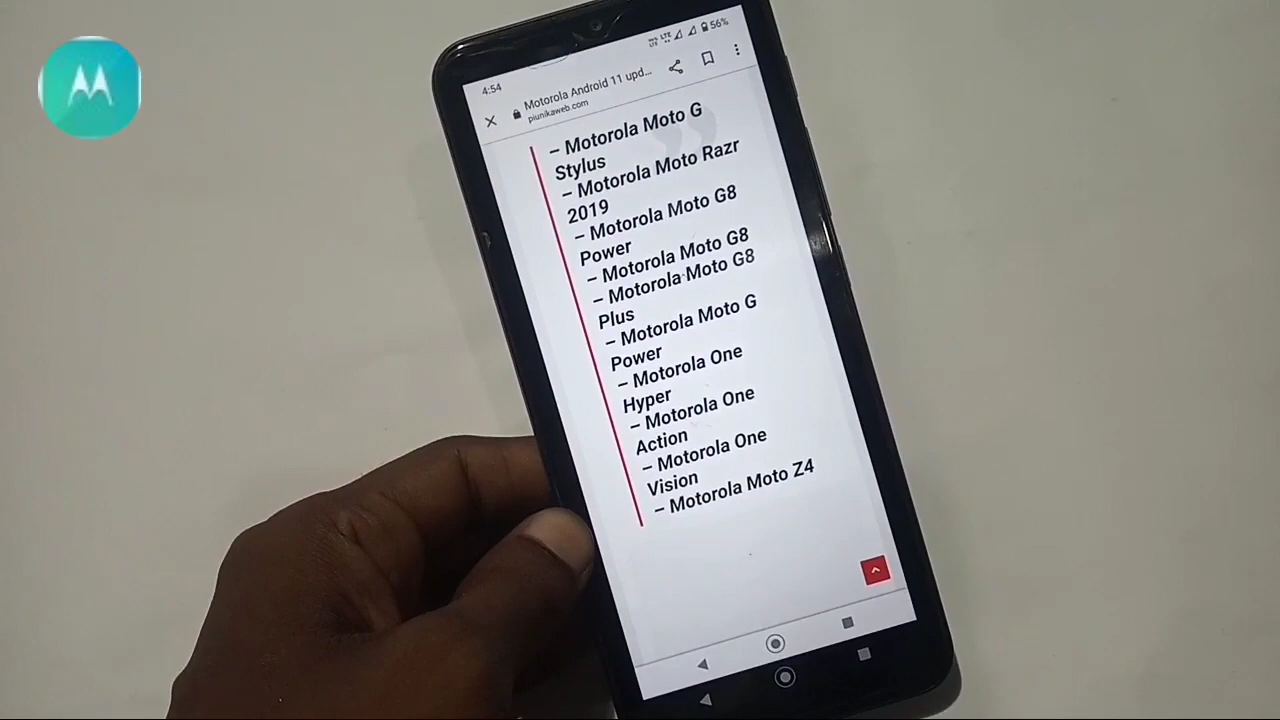 4:54
LTE 56%
Motorola Android 11 upd...
piunikaweb.com
– Motorola Moto G
Stylus
– Motorola Moto Razr
2019
– Motorola Moto G8
Power
– Motorola Moto G8
– Motorola Moto G8
Plus
– Motorola Moto G
Power
– Motorola One
Hyper
– Motorola One
Action
– Motorola One
Vision
– Motorola Moto Z4